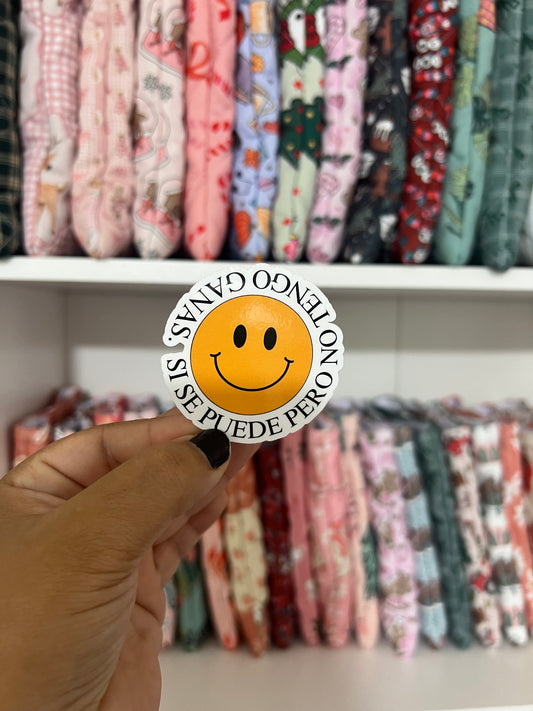 SI SE PUEDE PERO NO TENGO GANAS,